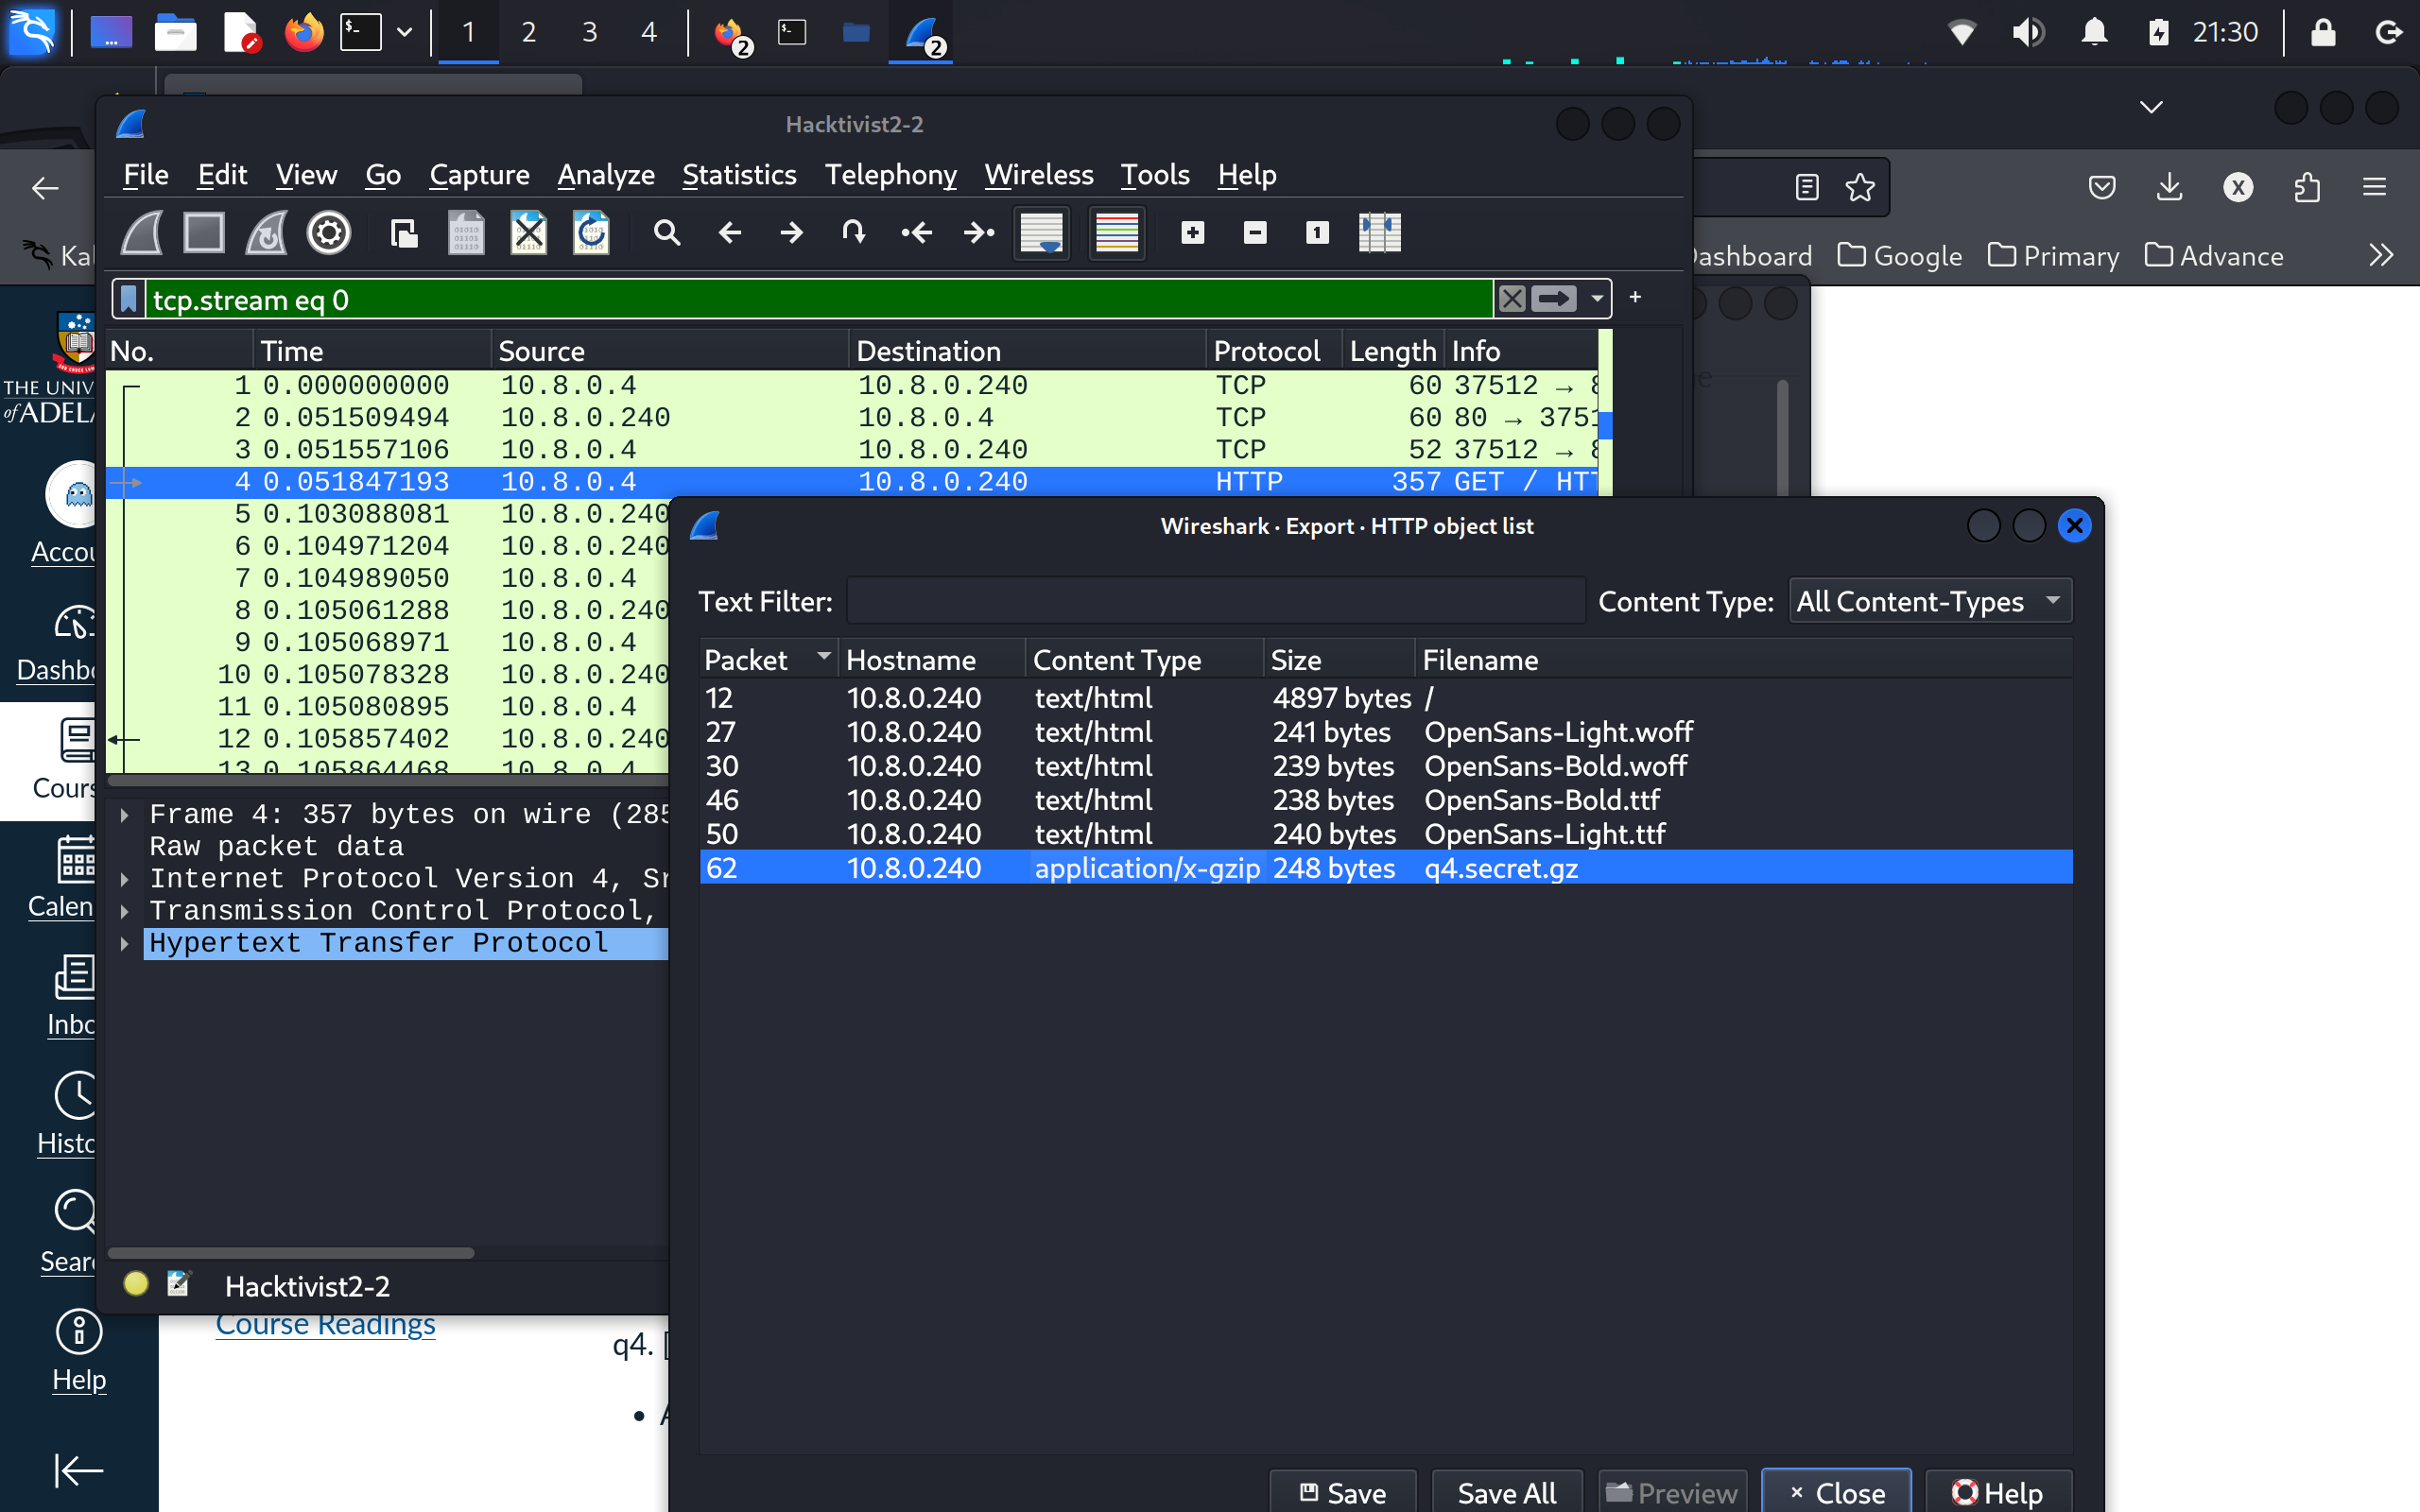 1 2 3 4 2 2 21:30
Hacktivist2-2
File Edit View Go Capture Analyze Statistics Telephony Wireless Tools Help
Dashboard Google Primary Advance
tcp.stream eq 0
No. Time Source Destination Protocol Length Info
1 0.000000000 10.8.0.4 10.8.0.240 TCP 60 37512 →
2 0.051509494 10.8.0.240 10.8.0.4 TCP 60 80 → 3751
3 0.051557106 10.8.0.4 10.8.0.240 TCP 52 37512 →
4 0.051847193 10.8.0.4 10.8.0.240 HTTP 357 GET / HTT
5 0.103088081 10.8.0.240
6 0.104971204 10.8.0.240
7 0.104989050 10.8.0.4
8 0.105061288 10.8.0.240
9 0.105068971 10.8.0.4
10 0.105078328 10.8.0.240
11 0.105080895 10.8.0.4
12 0.105857402 10.8.0.240
13 0.105864468 10.8.0.4
Frame 4: 357 bytes on wire (285
Raw packet data
Internet Protocol Version 4, Sr
Transmission Control Protocol,
Hypertext Transfer Protocol
Hacktivist2-2
Wireshark · Export · HTTP object list
Text Filter: Content Type: All Content-Types
Packet Hostname Content Type Size Filename
12 10.8.0.240 text/html 4897 bytes /
27 10.8.0.240 text/html 241 bytes OpenSans-Light.woff
30 10.8.0.240 text/html 239 bytes OpenSans-Bold.woff
46 10.8.0.240 text/html 238 bytes OpenSans-Bold.ttf
50 10.8.0.240 text/html 240 bytes OpenSans-Light.ttf
62 10.8.0.240 application/x-gzip 248 bytes q4.secret.gz
Save Save All Preview Close Help
Kal
THE UNIV
of ADELA
Accou
Dashbo
Cours
Calen
Inbo
Histo
Searc
Help
Course Readings
q4.